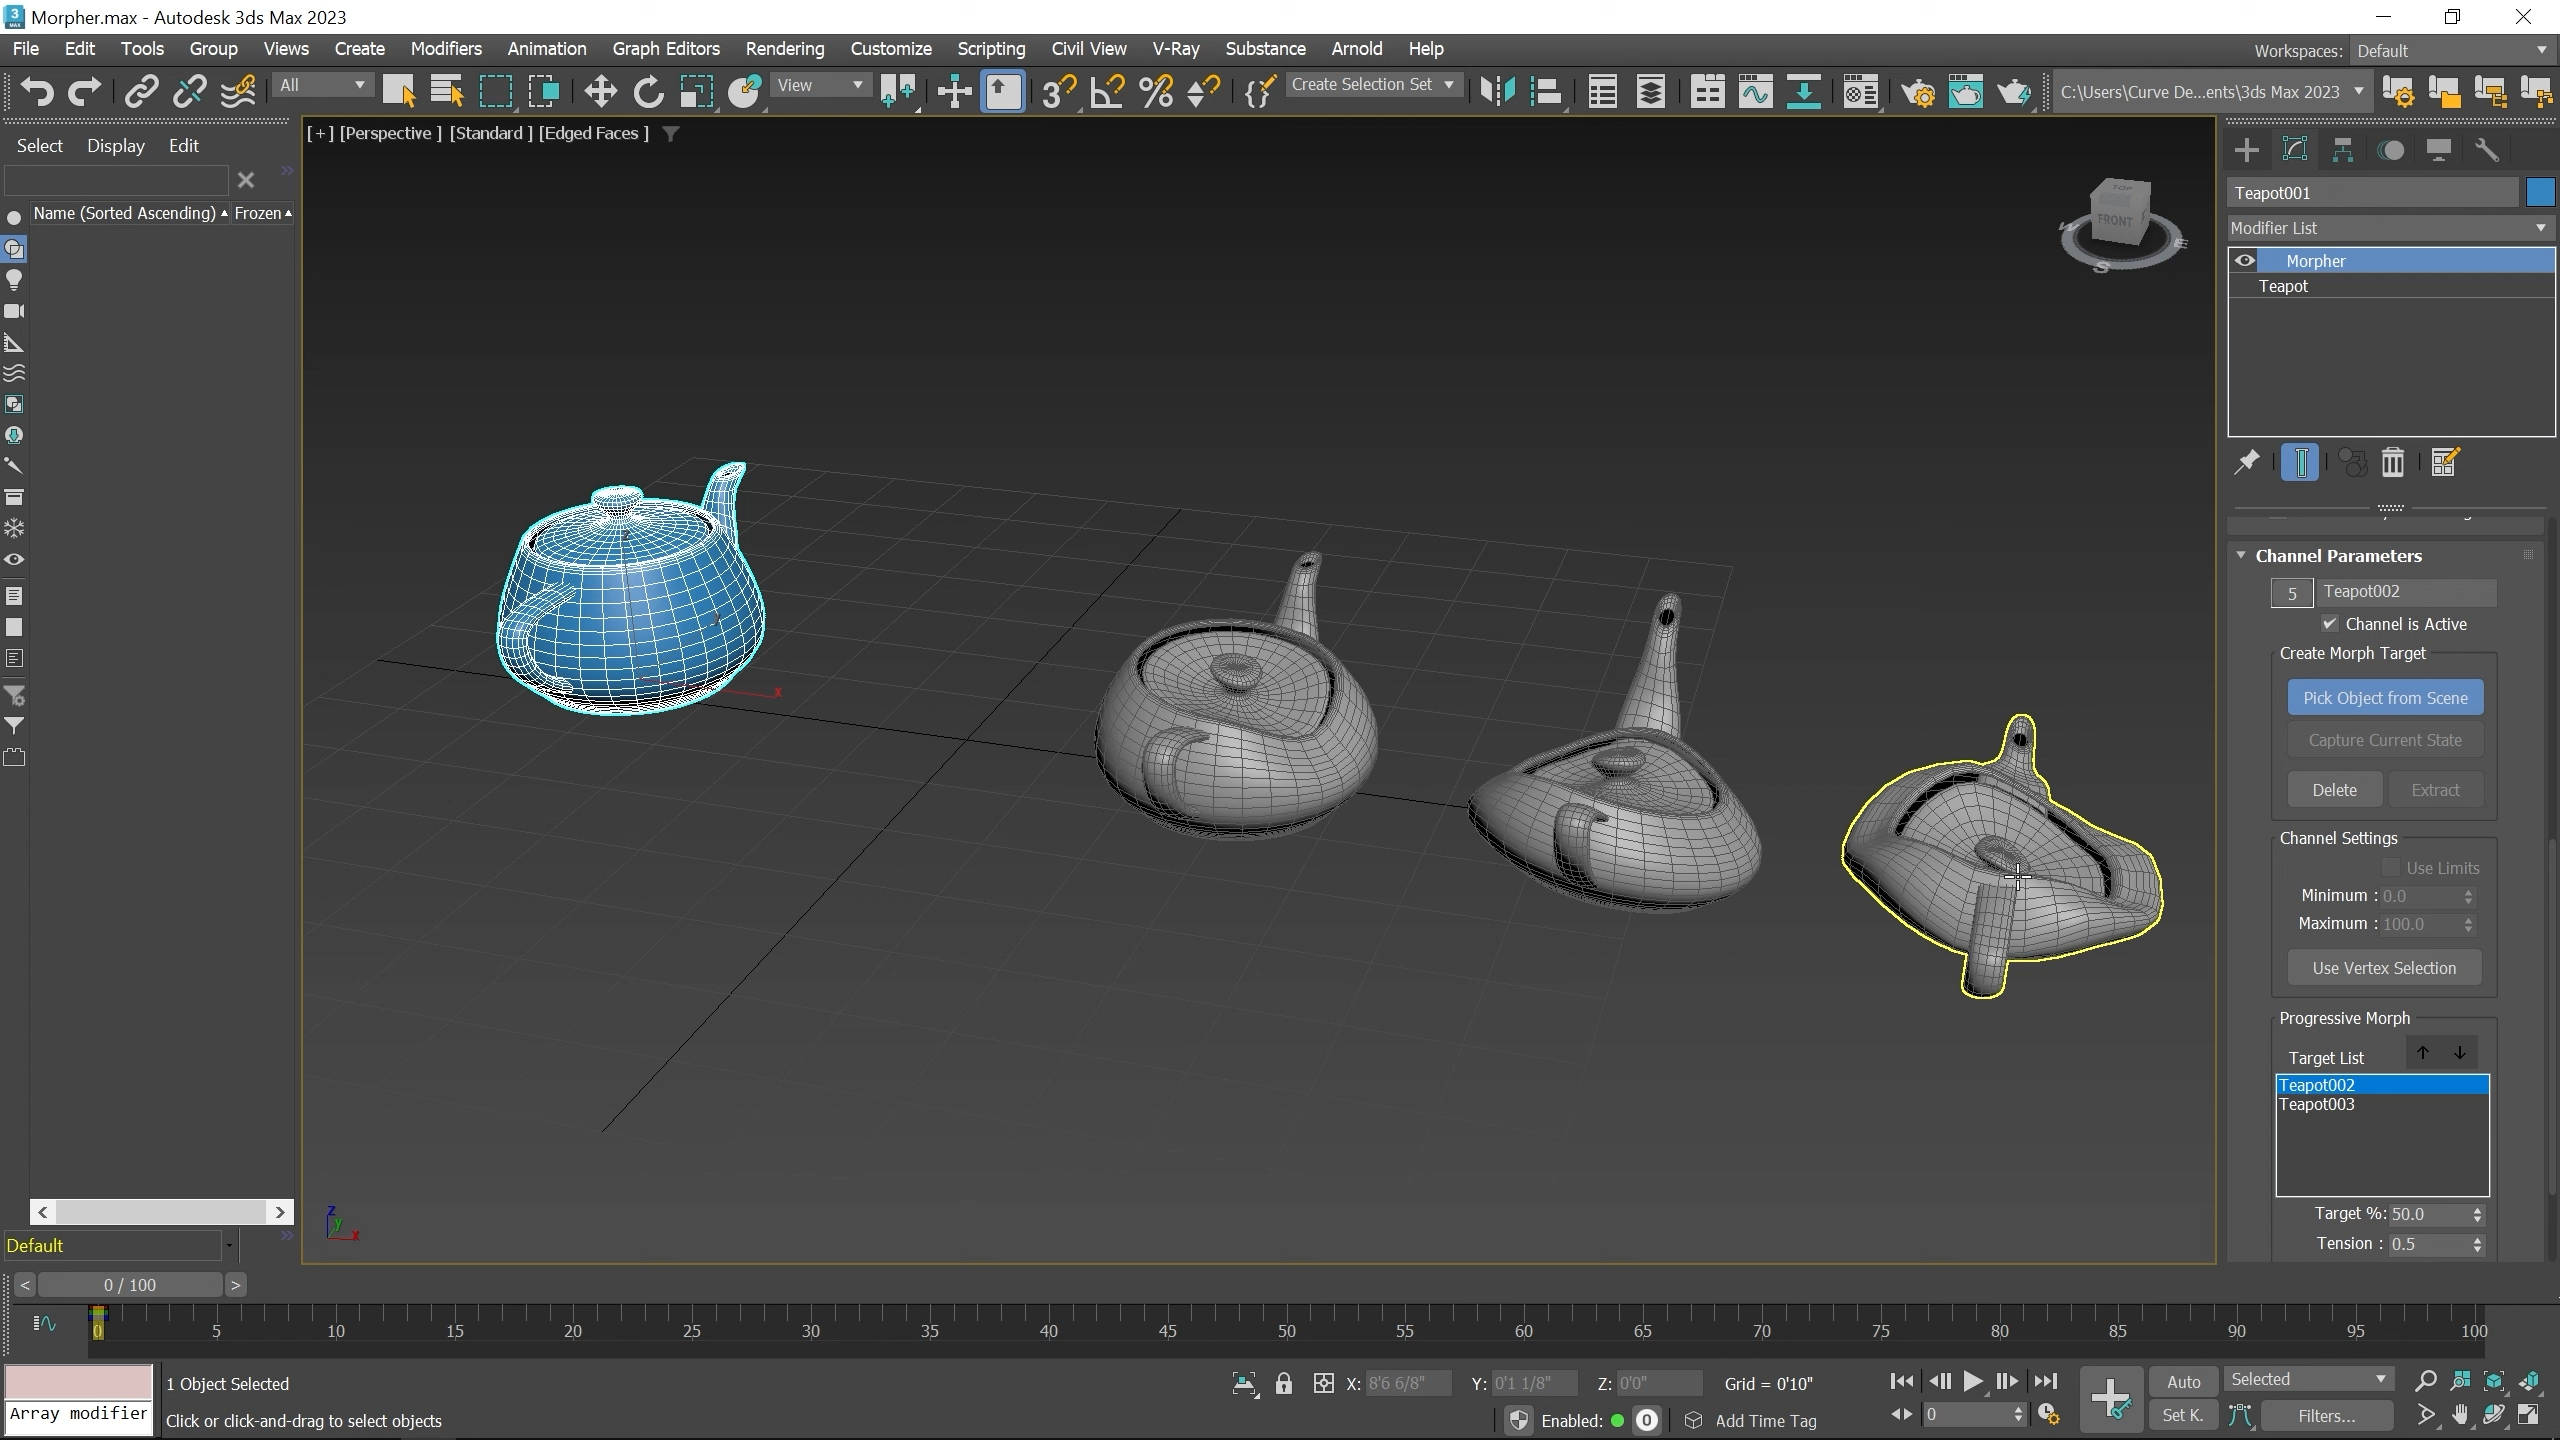 Morpher.max - Autodesk 3ds Max 2023
File Edit Tools Group Views Create Modifiers Animation Graph Editors Rendering Customize Scripting Civil View V-Ray Substance Arnold Help
Workspaces: Default
All
View
3
Create Selection Set
C:\Users\Curve De...ents\3ds Max 2023
Select Display Edit
Name (Sorted Ascending) Frozen
[+] [Perspective ] [Standard ] [Edged Faces ]
TOP
FRONT
W
E
S
Teapot001
Modifier List
Morpher
Teapot
Channel Parameters
5 Teapot002
Channel is Active
Create Morph Target
Pick Object from Scene
Capture Current State
Delete Extract
Channel Settings
Use Limits
Minimum : 0.0
Maximum : 100.0
Use Vertex Selection
Progressive Morph
Target List
Teapot002
Teapot003
Target %: 50.0
Tension : 0.5
z
y
x
z
y
x
Default
< 0 / 100 >
0 5 10 15 20 25 30 35 40 45 50 55 60 65 70 75 80 85 90 95 100
Array modifier
1 Object Selected
Click or click-and-drag to select objects
X: 8'6 6/8" Y: 0'1 1/8" Z: 0'0" Grid = 0'10"
Enabled: 0 Add Time Tag
0
Auto
Set K.
Selected
Filters...